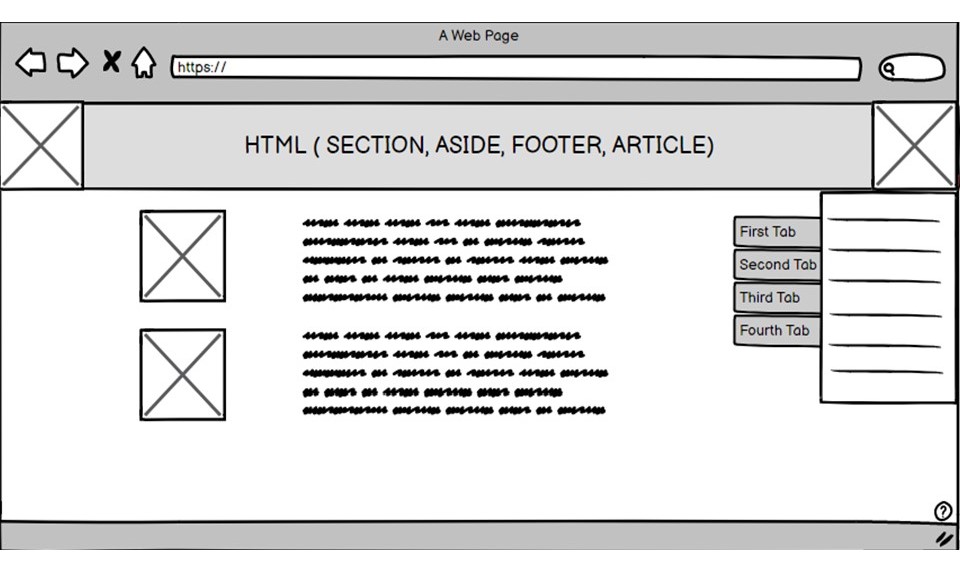 A Web Page
https://
HTML ( SECTION, ASIDE, FOOTER, ARTICLE)
First Tab
Second Tab
Third Tab
Fourth Tab
?